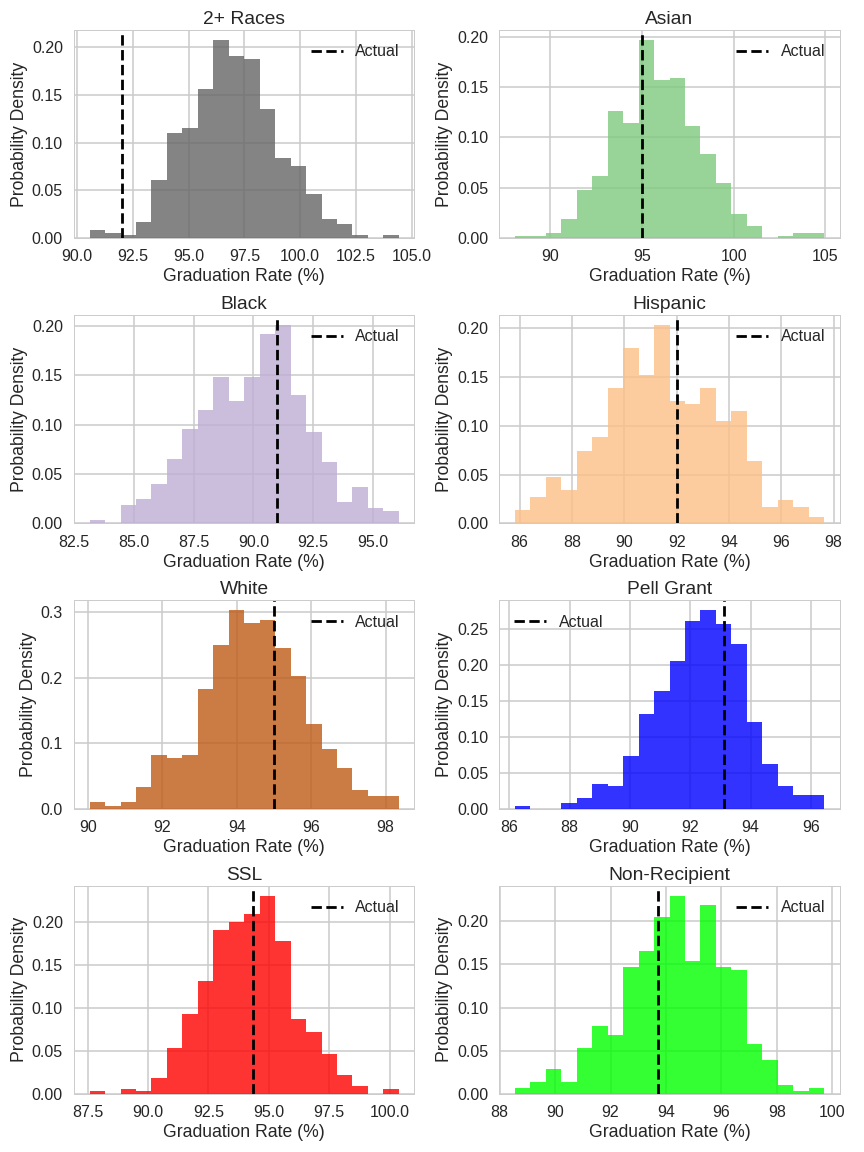 2+ Races
Probability Density
0.20
0.15
0.10
0.05
0.00
Actual
90.0 92.5 95.0 97.5 100.0 102.5 105.0
Graduation Rate (%)
Asian
Probability Density
0.20
0.15
0.10
0.05
0.00
Actual
90 95 100 105
Graduation Rate (%)
Black
Probability Density
0.20
0.15
0.10
0.05
0.00
Actual
82.5 85.0 87.5 90.0 92.5 95.0
Graduation Rate (%)
Hispanic
Probability Density
0.20
0.15
0.10
0.05
0.00
Actual
86 88 90 92 94 96 98
Graduation Rate (%)
White
Probability Density
0.3
0.2
0.1
0.0
Actual
90 92 94 96 98
Graduation Rate (%)
Pell Grant
Probability Density
0.25
0.20
0.15
0.10
0.05
0.00
Actual
86 88 90 92 94 96
Graduation Rate (%)
SSL
Probability Density
0.20
0.15
0.10
0.05
0.00
Actual
87.5 90.0 92.5 95.0 97.5 100.0
Graduation Rate (%)
Non-Recipient
Probability Density
0.20
0.15
0.10
0.05
0.00
Actual
88 90 92 94 96 98 100
Graduation Rate (%)